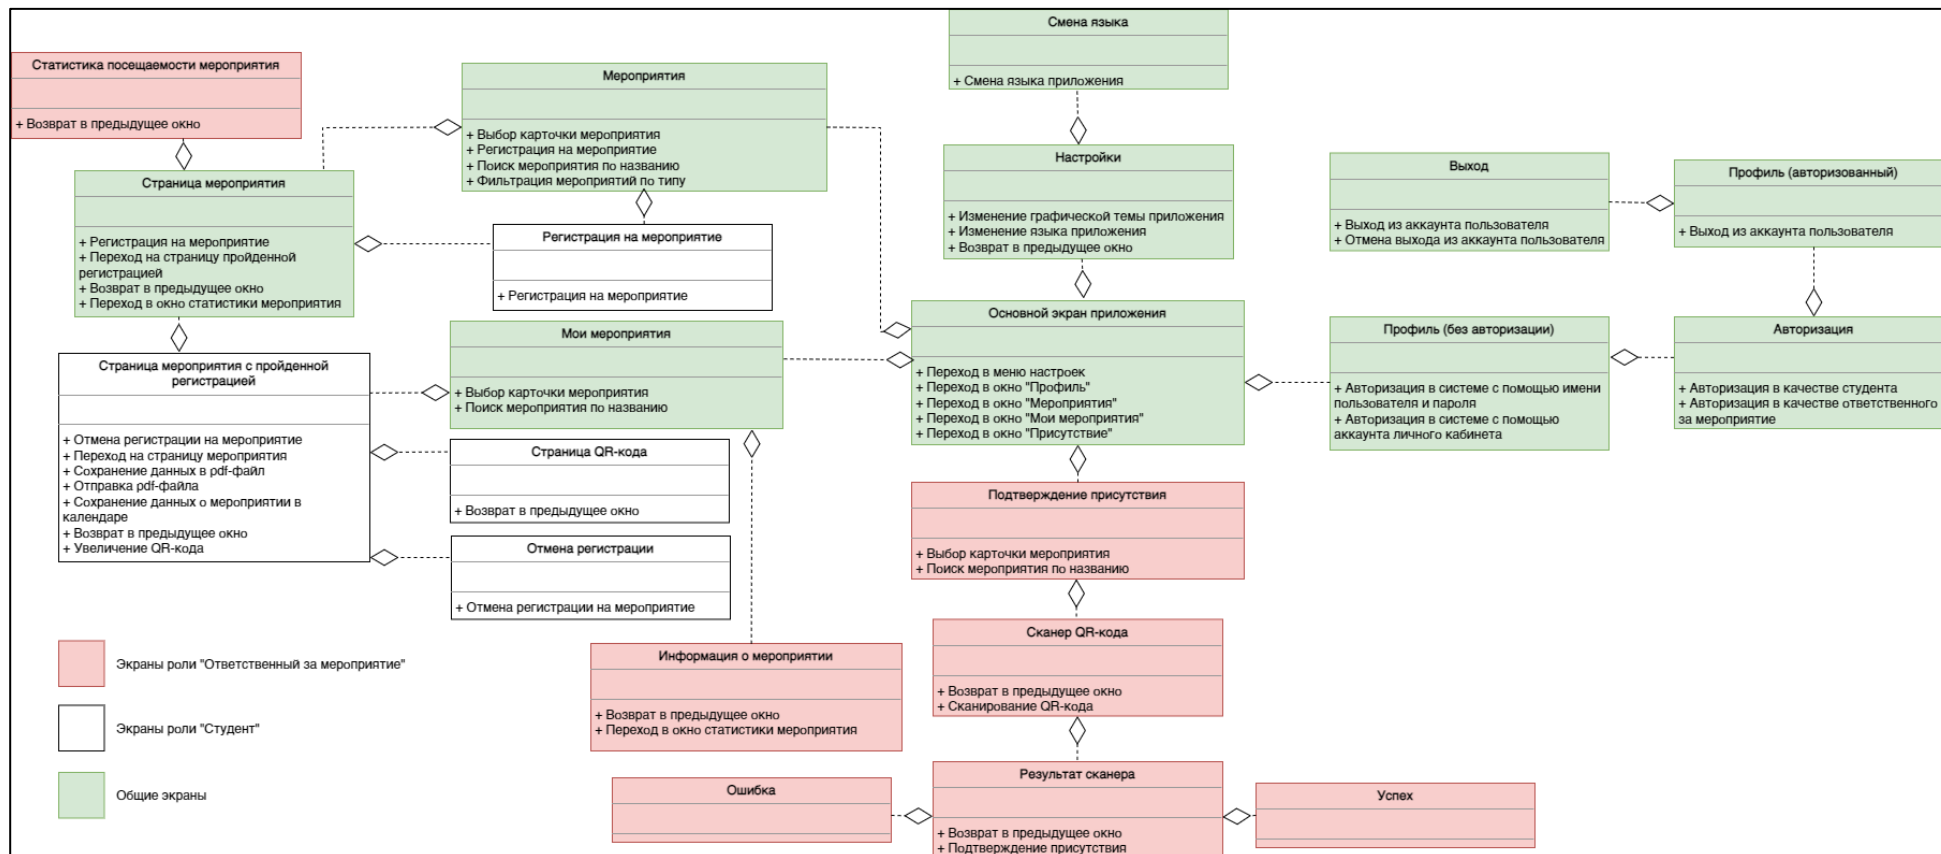 Смена языка
+ Смена языка приложения
Статистика посещаемости мероприятия
+ Возврат в предыдущее окно
Мероприятия
+ Выбор карточки мероприятия
+ Регистрация на мероприятие
+ Поиск мероприятия по названию
+ Фильтрация мероприятий по типу
Настройки
+ Изменение графической темы приложения
+ Изменение языка приложения
+ Возврат в предыдущее окно
Выход
+ Выход из аккаунта пользователя
+ Отмена выхода из аккаунта пользователя
Профиль (авторизованный)
+ Выход из аккаунта пользователя
Страница мероприятия
+ Регистрация на мероприятие
+ Переход на страницу пройденной
регистрацией
+ Возврат в предыдущее окно
+ Переход в окно статистики мероприятия
Регистрация на мероприятие
+ Регистрация на мероприятие
Основной экран приложения
+ Переход в меню настроек
+ Переход в окно "Профиль"
+ Переход в окно "Мероприятия"
+ Переход в окно "Мои мероприятия"
+ Переход в окно "Присутствие"
Профиль (без авторизации)
+ Авторизация в системе с помощью имени
пользователя и пароля
+ Авторизация в системе с помощью
аккаунта личного кабинета
Авторизация
+ Авторизация в качестве студента
+ Авторизация в качестве ответственного
за мероприятие
Мои мероприятия
+ Выбор карточки мероприятия
+ Поиск мероприятия по названию
Страница мероприятия с пройденной
регистрацией
+ Отмена регистрации на мероприятие
+ Переход на страницу мероприятия
+ Сохранение данных в pdf-файл
+ Отправка pdf-файла
+ Сохранение данных о мероприятии в
календаре
+ Возврат в предыдущее окно
+ Увеличение QR-кода
Страница QR-кода
+ Возврат в предыдущее окно
Отмена регистрации
+ Отмена регистрации на мероприятие
Подтверждение присутствия
+ Выбор карточки мероприятия
+ Поиск мероприятия по названию
Сканер QR-кода
+ Возврат в предыдущее окно
+ Сканирование QR-кода
Информация о мероприятии
+ Возврат в предыдущее окно
+ Переход в окно статистики мероприятия
Результат сканера
+ Возврат в предыдущее окно
+ Подтверждение присутствия
Ошибка
Успех
Экраны роли "Ответственный за мероприятие"
Экраны роли "Студент"
Общие экраны